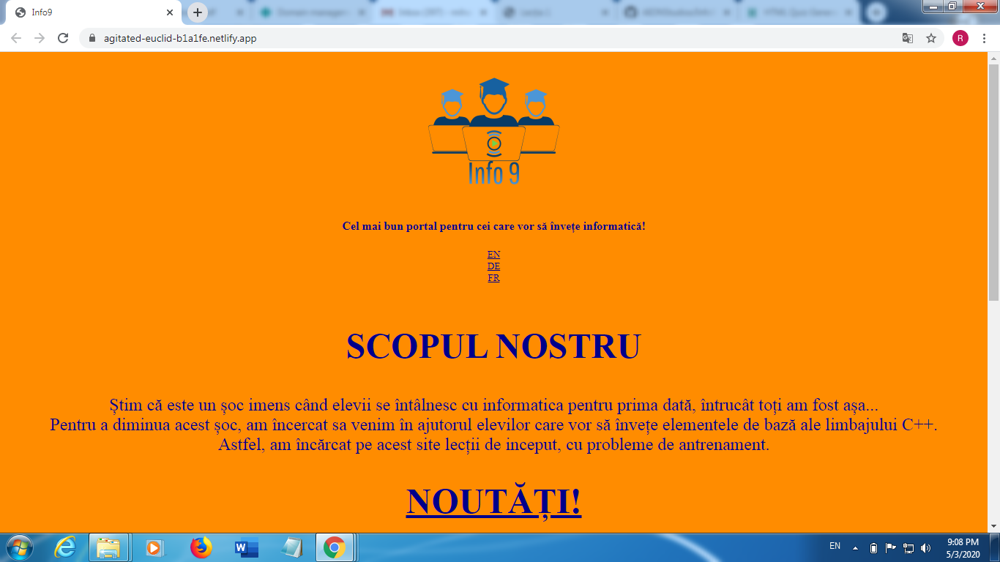 Info9
agitated-euclid-b1a1fe.netlify.app
R
Info 9
Cel mai bun portal pentru cei care vor să învețe informatică!
EN
DE
FR
SCOPUL NOSTRU
Știm că este un șoc imens când elevii se întâlnesc cu informatica pentru prima dată, întrucât toți am fost așa...
Pentru a diminua acest șoc, am încercat sa venim în ajutorul elevilor care vor să învețe elementele de bază ale limbajului C++.
Astfel, am încărcat pe acest site lecții de inceput, cu probleme de antrenament.
NOUTĂȚI!
EN
9:08 PM
5/3/2020